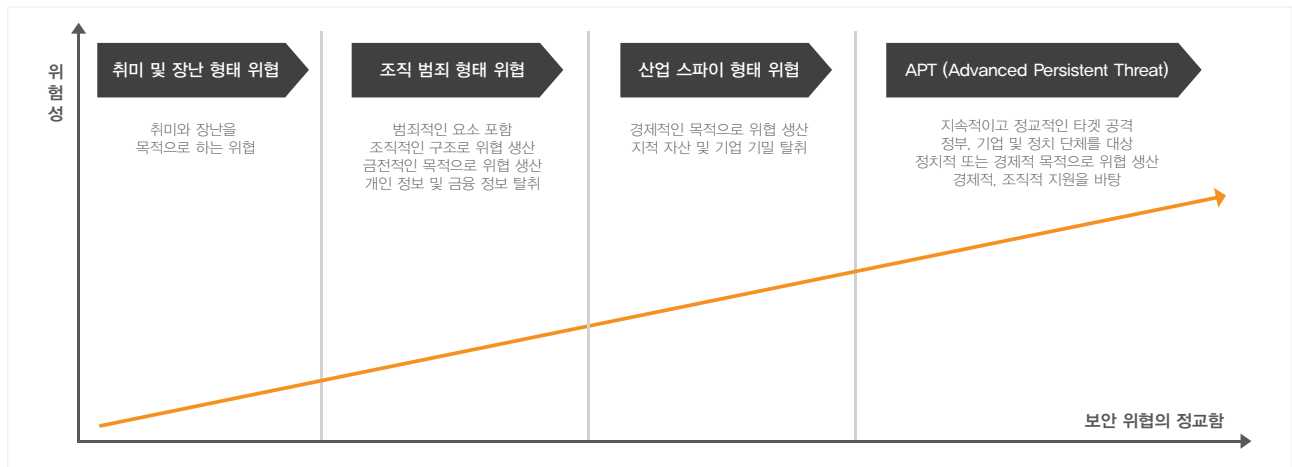 위험성
취미 및 장난 형태 위협
취미와 장난을
목적으로 하는 위협
조직 범죄 형태 위협
범죄적인 요소 포함
조직적인 구조로 위협 생산
금전적인 목적으로 위협 생산
개인 정보 및 금융 정보 탈취
산업 스파이 형태 위협
경제적인 목적으로 위협 생산
지적 자산 및 기업 기밀 탈취
APT (Advanced Persistent Threat)
지속적이고 정교적인 타겟 공격
정부, 기업 및 정치 단체를 대상
정치적 또는 경제적 목적으로 위협 생산
경제적, 조직적 지원을 바탕
보안 위협의 정교함